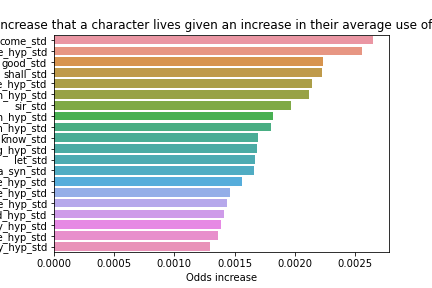 ncrease that a character lives given an increase in their average use of
come_std
e_hyp_std
good_std
shall_std
e_hyp_std
n_hyp_std
sir_std
n_hyp_std
n_hyp_std
know_std
g_hyp_std
let_std
a_syn_std
e_hyp_std
e_hyp_std
e_hyp_std
d_hyp_std
y_hyp_std
e_hyp_std
y_hyp_std
0.0000 0.0005 0.0010 0.0015 0.0020 0.0025
Odds increase